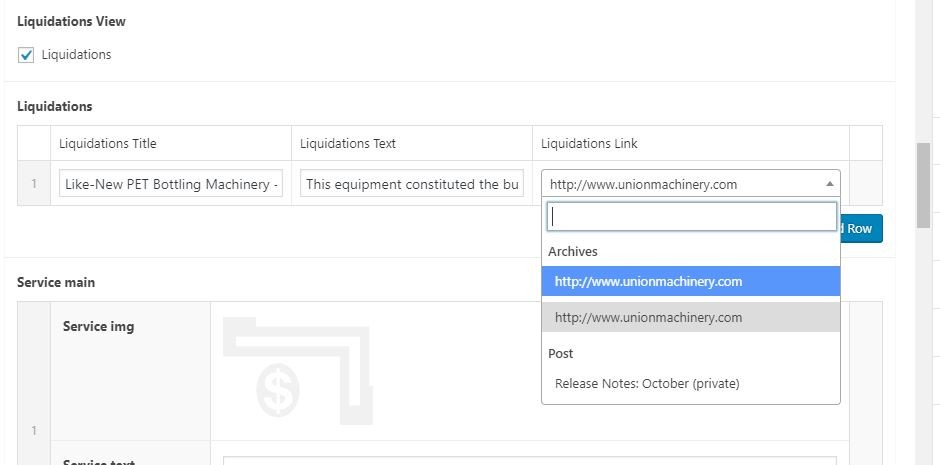 Liquidations View
Liquidations
Liquidations
Liquidations Title Liquidations Text Liquidations Link
1 Like-New PET Bottling Machinery - This equipment constituted the bu http://www.unionmachinery.com
Row
Archives
http://www.unionmachinery.com
http://www.unionmachinery.com
Post
Release Notes: October (private)
Service main
Service img
$
1
Service text